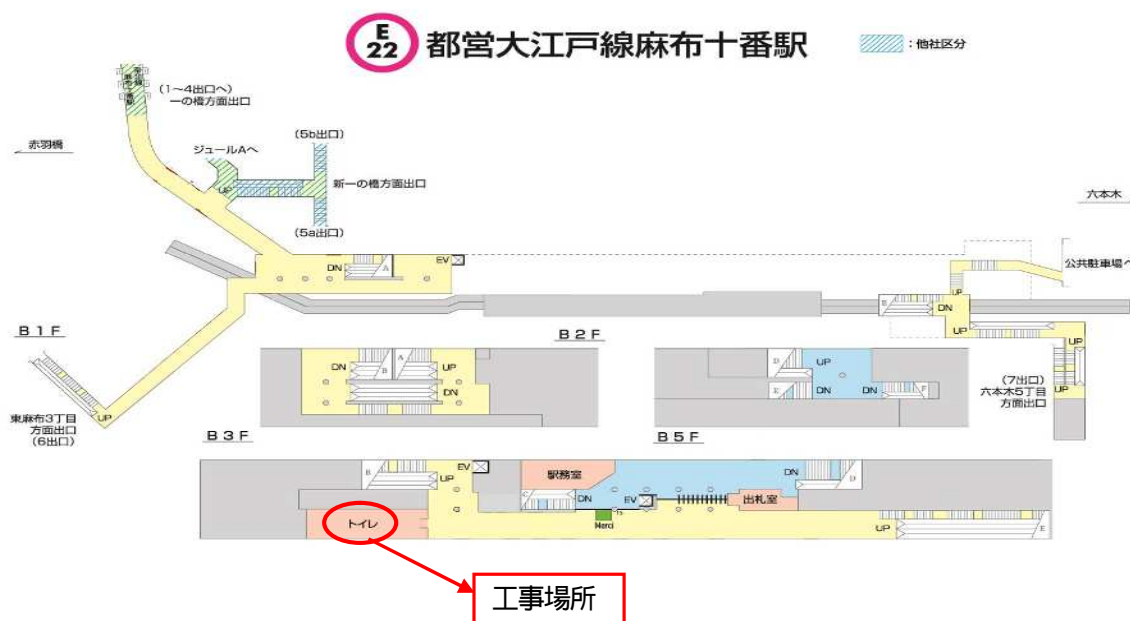 E
22
都営大江戸線麻布十番駅
：他社区分
(1～4出口へ)
一の橋方面出口
赤羽橋
ジュールAへ
(5b出口)
UP
新一の橋方面出口
(5a出口)
六本木
公共駐車場へ
DN
A
EV
B
DN
UP
UP
UP
UP
B1F
UP
東麻布3丁目
方面出口
(6出口)
(7出口)
六本木5丁目
方面出口
B2F
DN
B
A
UP
DN
D
UP
E
DN
DN
F
B3F
B5F
B
UP
EV
駅務室
C
DN
EV
出札室
DN
D
Merci
トイレ
UP
E
工事場所